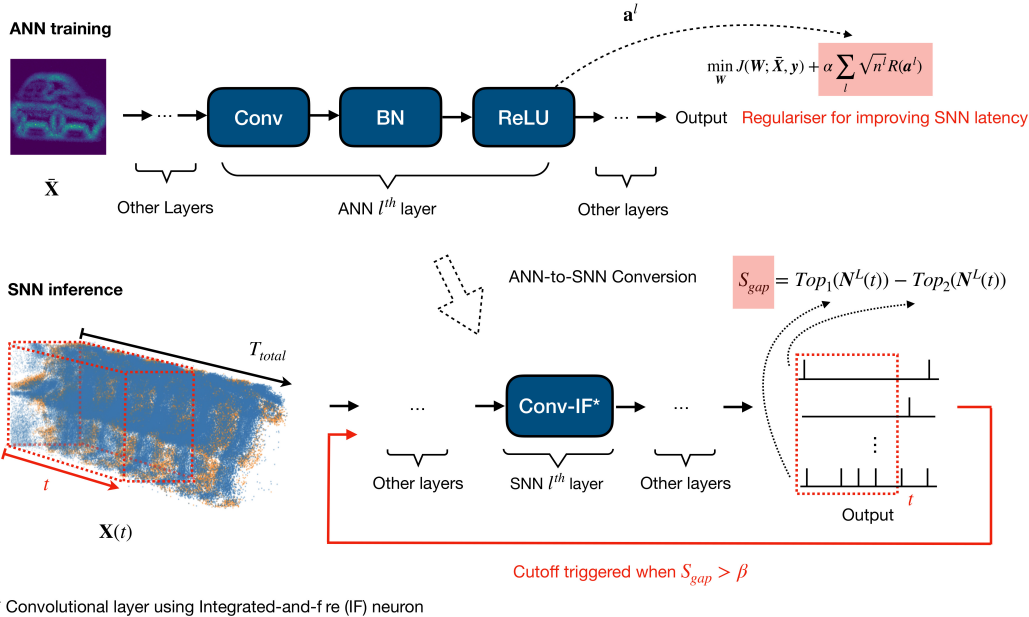 ANN training
a^l
min_W J(W; X̄, y) + α ∑_l √n^l R(a^l)
... Conv BN ReLU ... Output
Regulariser for improving SNN latency
X̄
Other Layers
ANN l^th layer
Other layers
ANN-to-SNN Conversion
S_gap = Top_1(N^L(t)) − Top_2(N^L(t))
SNN inference
T_total
... Conv-IF* ...
⋮
t
Other layers
SNN l^th layer
Other layers
t
Output
X(t)
Cutoff triggered when S_gap > β
* Convolutional layer using Integrated-and-f re (IF) neuron